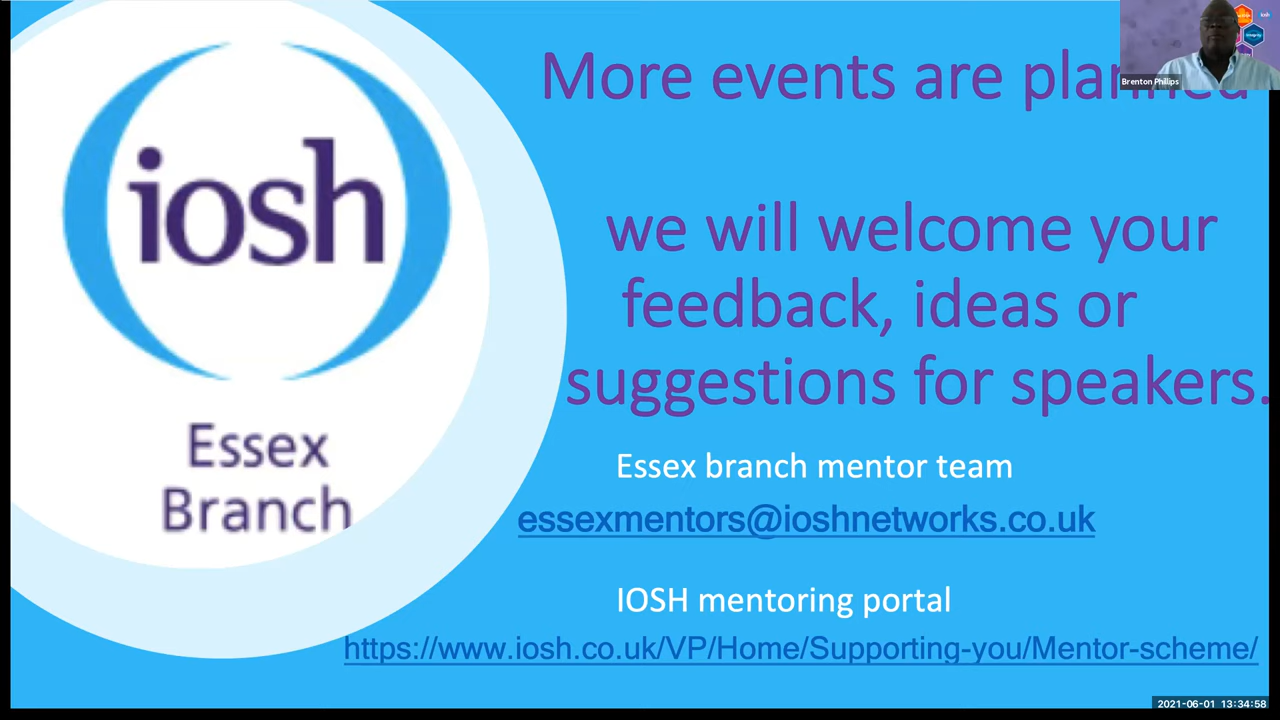 iosh
Essex
Branch
More events are planned
we will welcome your
feedback, ideas or
suggestions for speakers.
Essex branch mentor team
essexmentors@ioshnetworks.co.uk
IOSH mentoring portal
https://www.iosh.co.uk/VP/Home/Supporting-you/Mentor-scheme/
Brenton Phillips
iosh
2021-06-01 13:34:58